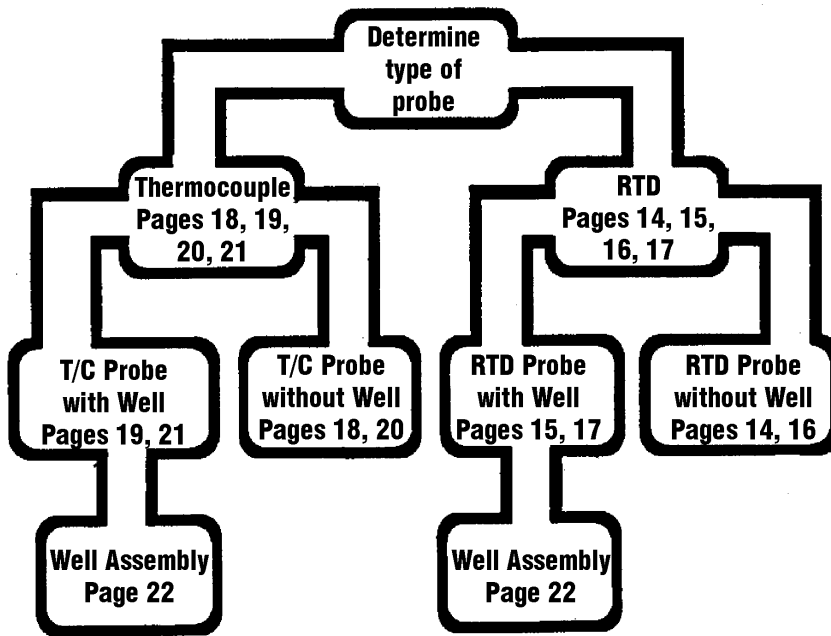 Determine
type of
probe
Thermocouple
Pages 18, 19,
20, 21
RTD
Pages 14, 15,
16, 17
T/C Probe
with Well
Pages 19, 21
T/C Probe
without Well
Pages 18, 20
RTD Probe
with Well
Pages 15, 17
RTD Probe
without Well
Pages 14, 16
Well Assembly
Page 22
Well Assembly
Page 22